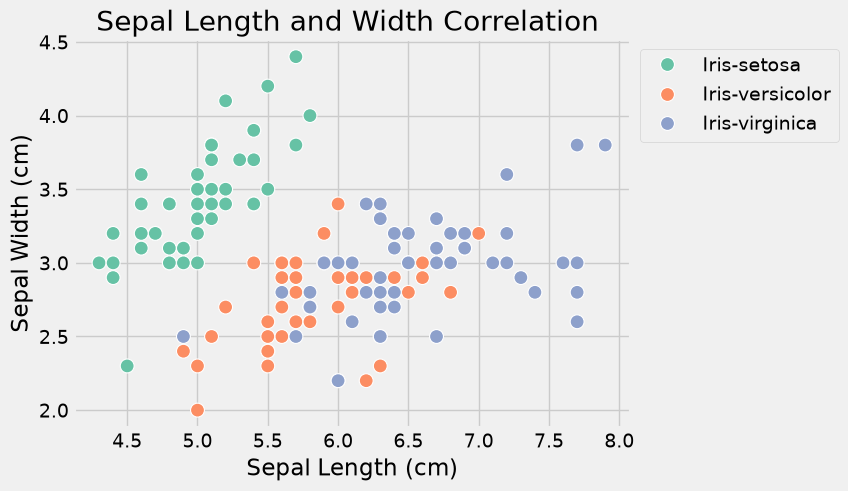 Sepal Length and Width Correlation
Iris-setosa
Iris-versicolor
Iris-virginica
Sepal Width (cm)
4.5
4.0
3.5
3.0
2.5
2.0
4.5 5.0 5.5 6.0 6.5 7.0 7.5 8.0
Sepal Length (cm)